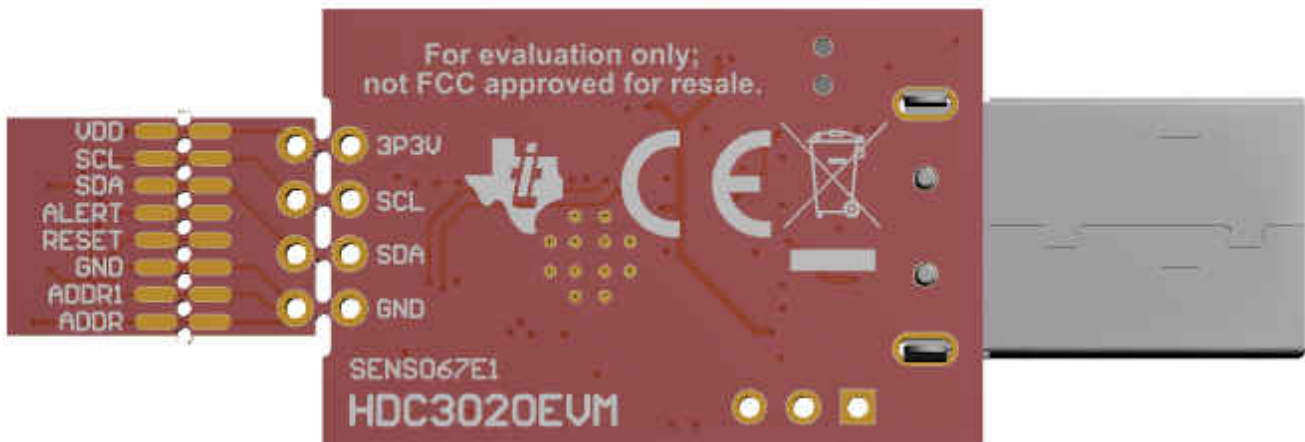 For evaluation only;
not FCC approved for resale.
VDD
SCL
SDA
ALERT
RESET
GND
ADDR1
ADDR
3P3V
SCL
SDA
GND
CE
SENS067E1
HDC3020EVM